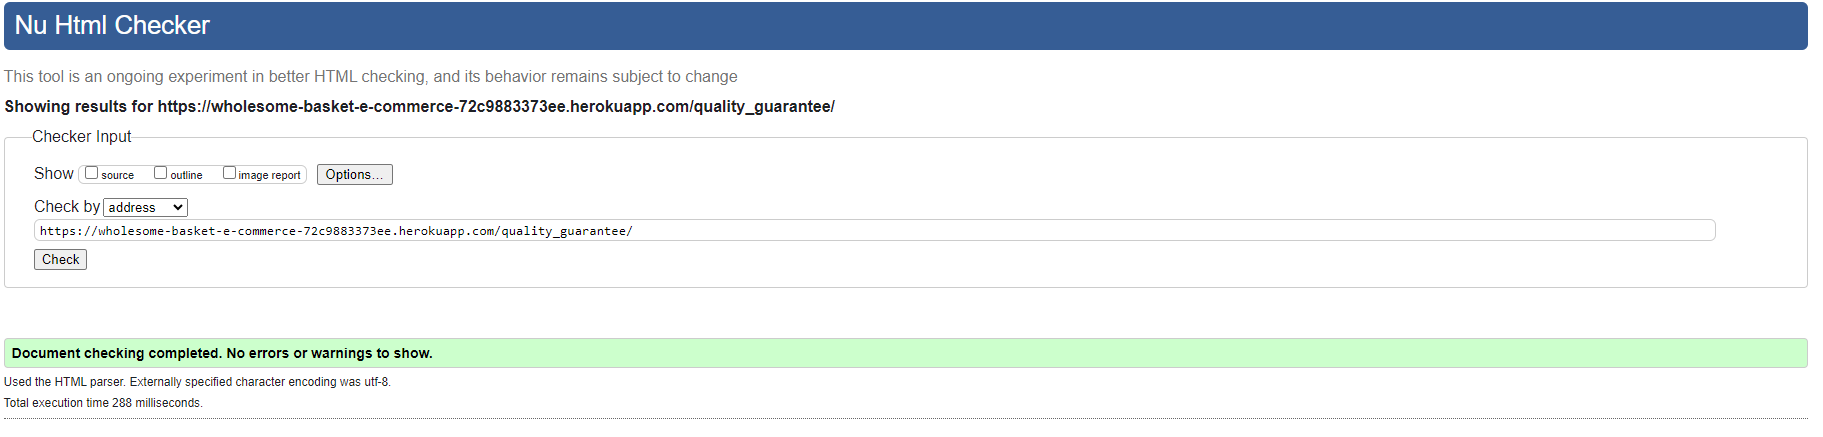 Nu Html Checker
This tool is an ongoing experiment in better HTML checking, and its behavior remains subject to change
Showing results for https://wholesome-basket-e-commerce-72c9883373ee.herokuapp.com/quality_guarantee/
Checker Input
Show source outline image report Options...
Check by address
https://wholesome-basket-e-commerce-72c9883373ee.herokuapp.com/quality_guarantee/
Check
Document checking completed. No errors or warnings to show.
Used the HTML parser. Externally specified character encoding was utf-8.
Total execution time 288 milliseconds.